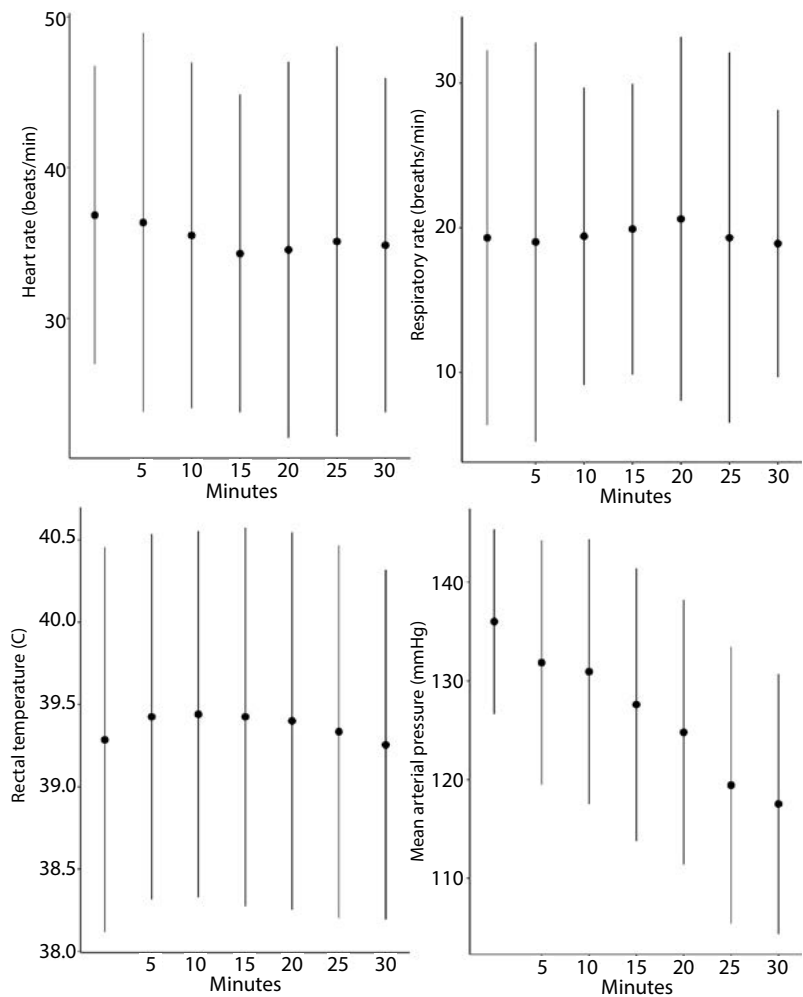 Heart rate (beats/min)
50
40
30
5 10 15 20 25 30
Minutes
Respiratory rate (breaths/min)
30
20
10
5 10 15 20 25 30
Minutes
Rectal temperature (C)
40.5
40.0
39.5
39.0
38.5
38.0
5 10 15 20 25 30
Minutes
Mean arterial pressure (mmHg)
140
130
120
110
5 10 15 20 25 30
Minutes